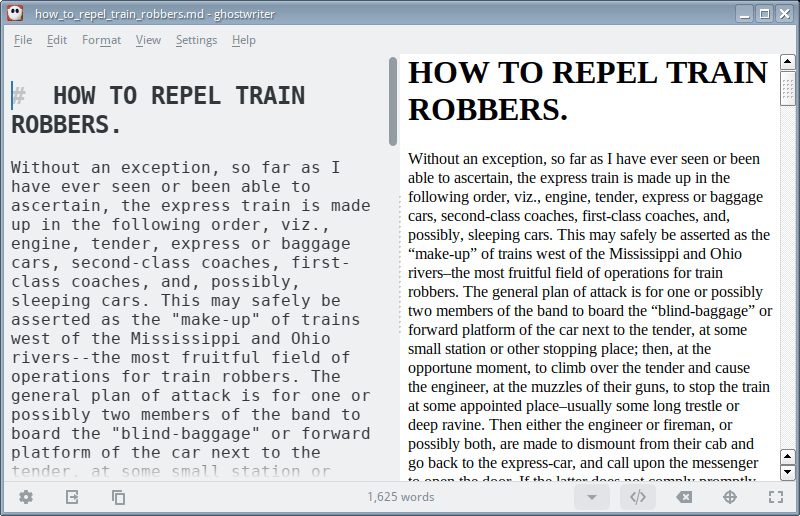 how_to_repel_train_robbers.md - ghostwriter
File Edit Format View Settings Help
# HOW TO REPEL TRAIN
ROBBERS.
Without an exception, so far as I
have ever seen or been able to
ascertain, the express train is made
up in the following order, viz.,
engine, tender, express or baggage
cars, second-class coaches, first-
class coaches, and, possibly,
sleeping cars. This may safely be
asserted as the "make-up" of trains
west of the Mississippi and Ohio
rivers--the most fruitful field of
operations for train robbers. The
general plan of attack is for one or
possibly two members of the band to
board the "blind-baggage" or forward
platform of the car next to the
tender, at some small station or
HOW TO REPEL TRAIN
ROBBERS.
Without an exception, so far as I have ever seen or been
able to ascertain, the express train is made up in the
following order, viz., engine, tender, express or baggage
cars, second-class coaches, first-class coaches, and,
possibly, sleeping cars. This may safely be asserted as the
“make-up” of trains west of the Mississippi and Ohio
rivers–the most fruitful field of operations for train
robbers. The general plan of attack is for one or possibly
two members of the band to board the “blind-baggage” or
forward platform of the car next to the tender, at some
small station or other stopping place; then, at the
opportune moment, to climb over the tender and cause
the engineer, at the muzzles of their guns, to stop the train
at some appointed place–usually some long trestle or
deep ravine. Then either the engineer or fireman, or
possibly both, are made to dismount from their cab and
go back to the express-car, and call upon the messenger
to open the door. If the latter does not comply promptly
1,625 words